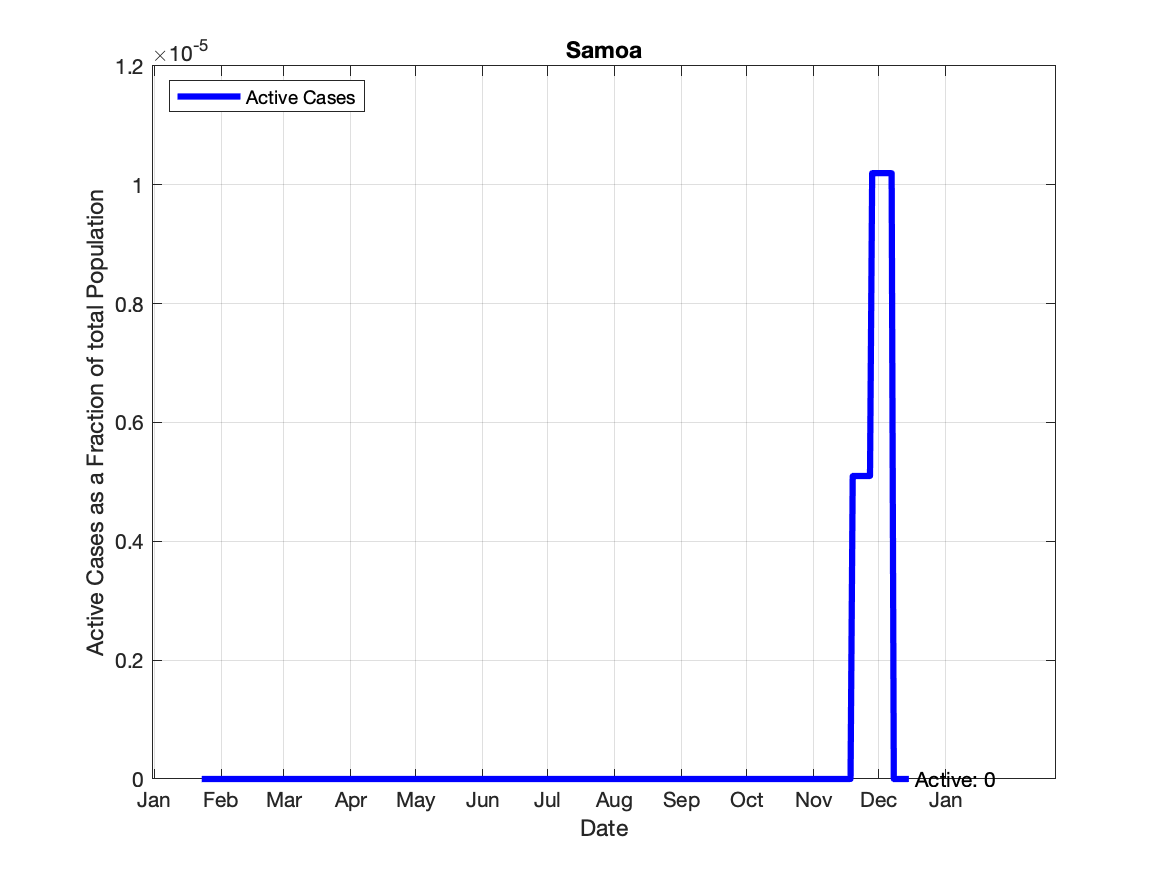 Samoa
×10-5
1.2
1
0.8
0.6
0.4
0.2
0
Active Cases as a Fraction of total Population
Active Cases
Active: 0
Jan Feb Mar Apr May Jun Jul Aug Sep Oct Nov Dec Jan
Date